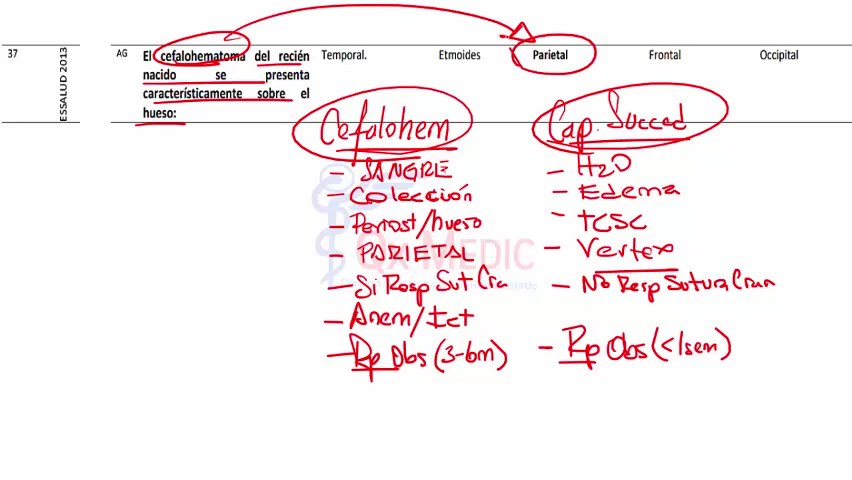 37
ESSALUD 2013
AG
El cefalohematoma del recién
nacido se presenta
característicamente sobre el
hueso:
Temporal.
Etmoides
Parietal
Frontal
Occipital
Cefalohem
- SANGRE
- Colección
- Periost/hueso
- PARIETAL
- Si Resp Sut Cra
- Anem/Ict
- Rp Obs (3-6m)
Cap. Succed
- H2O
- Edema
- TCSC
- Vertex
- No Resp Sutura Cran
- Rp Obs (<1sem)
Qx MEDIC